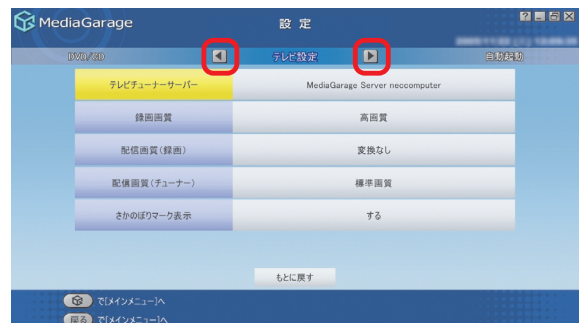 MediaGarage 設定
DVD/CD テレビ設定 自動起動
テレビチューナーサーバー MediaGarage Server neccomputer
録画画質 高画質
配信画質(録画) 変換なし
配信画質(チューナー) 標準画質
さかのぼりマーク表示 する
もとに戻す
で[メインメニュー]へ
戻る で[メインメニュー]へ